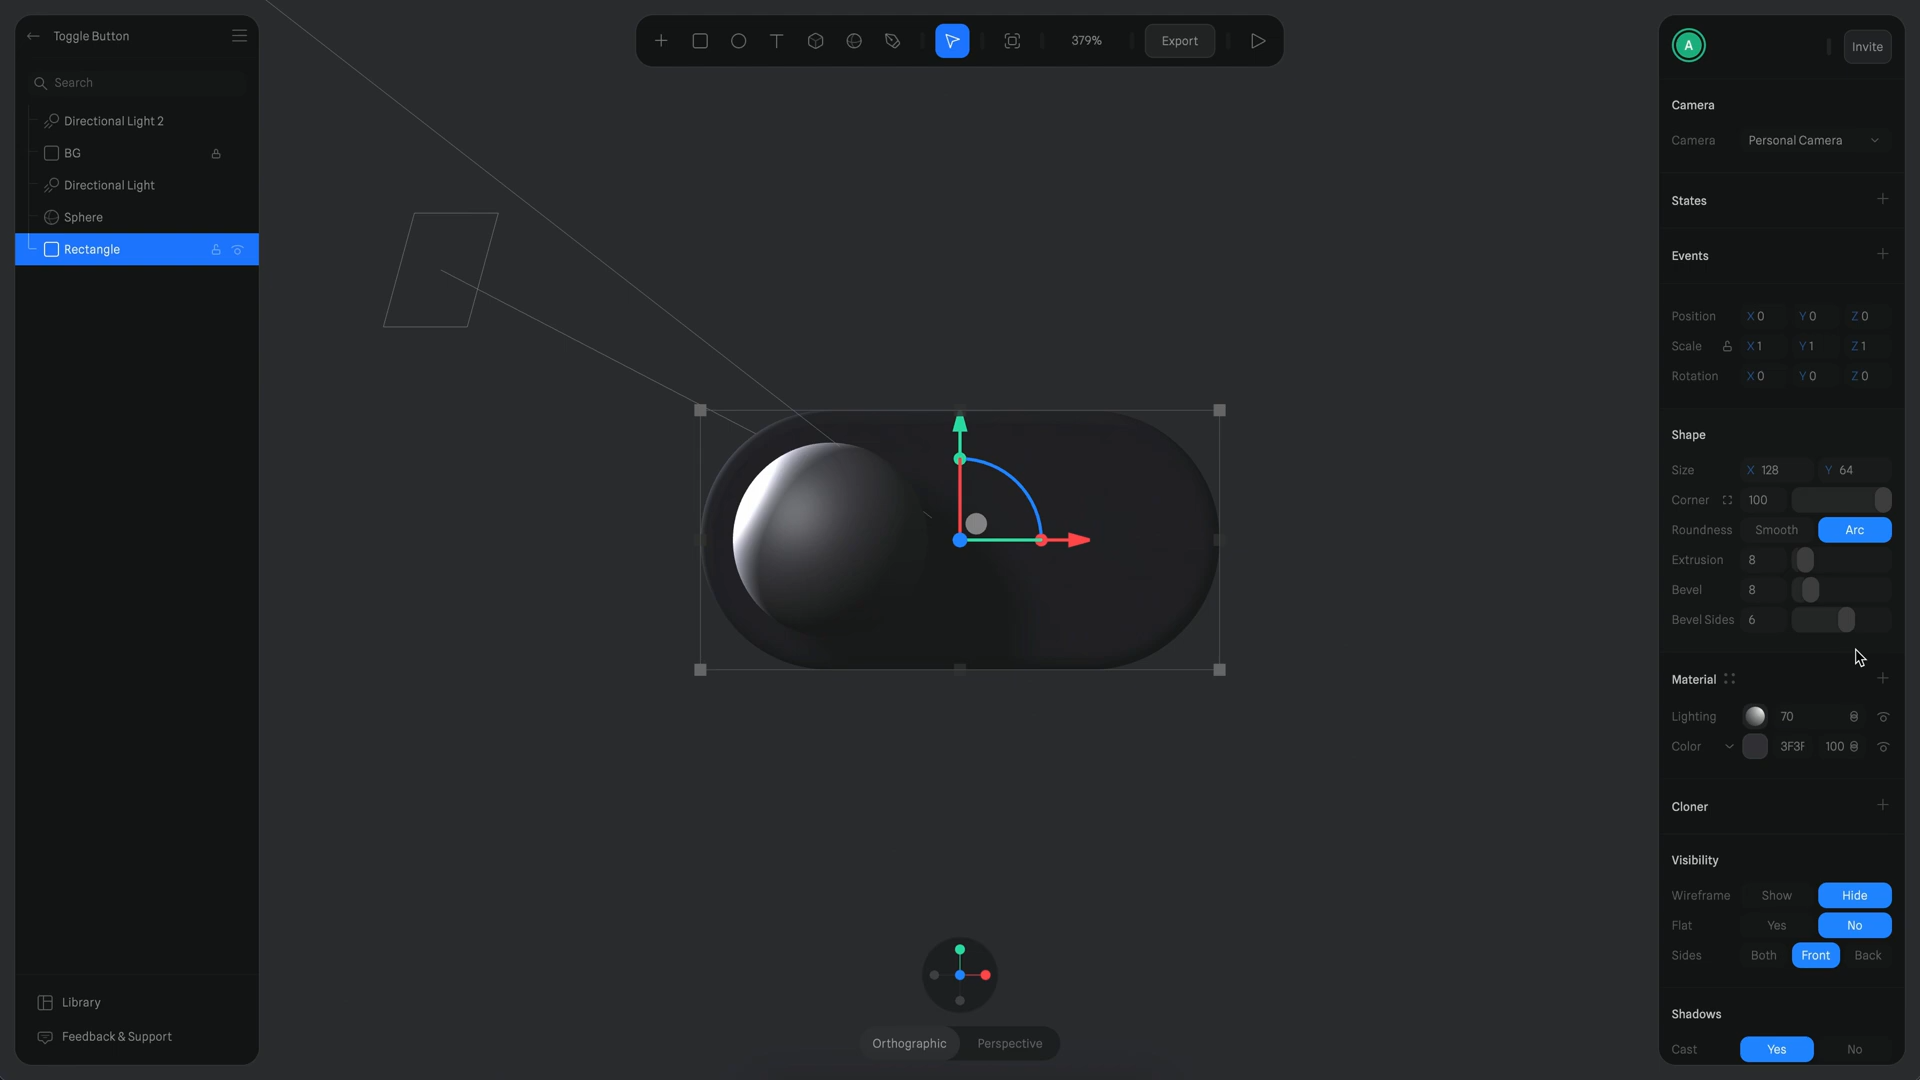 Toggle Button
Search
Directional Light 2
BG
Directional Light
Sphere
Rectangle
Library
Feedback & Support
379%
Export
Orthographic
Perspective
A
Invite
Camera
Camera
Personal Camera
States
Events
Position X 0 Y 0 Z 0
Scale X 1 Y 1 Z 1
Rotation X 0 Y 0 Z 0
Shape
Size X 128 Y 64
Corner 100
Roundness Smooth Arc
Extrusion 8
Bevel 8
Bevel Sides 6
Material
Lighting 70
Color 3F3F 100
Cloner
Visibility
Wireframe Show Hide
Flat Yes No
Sides Both Front Back
Shadows
Cast Yes No